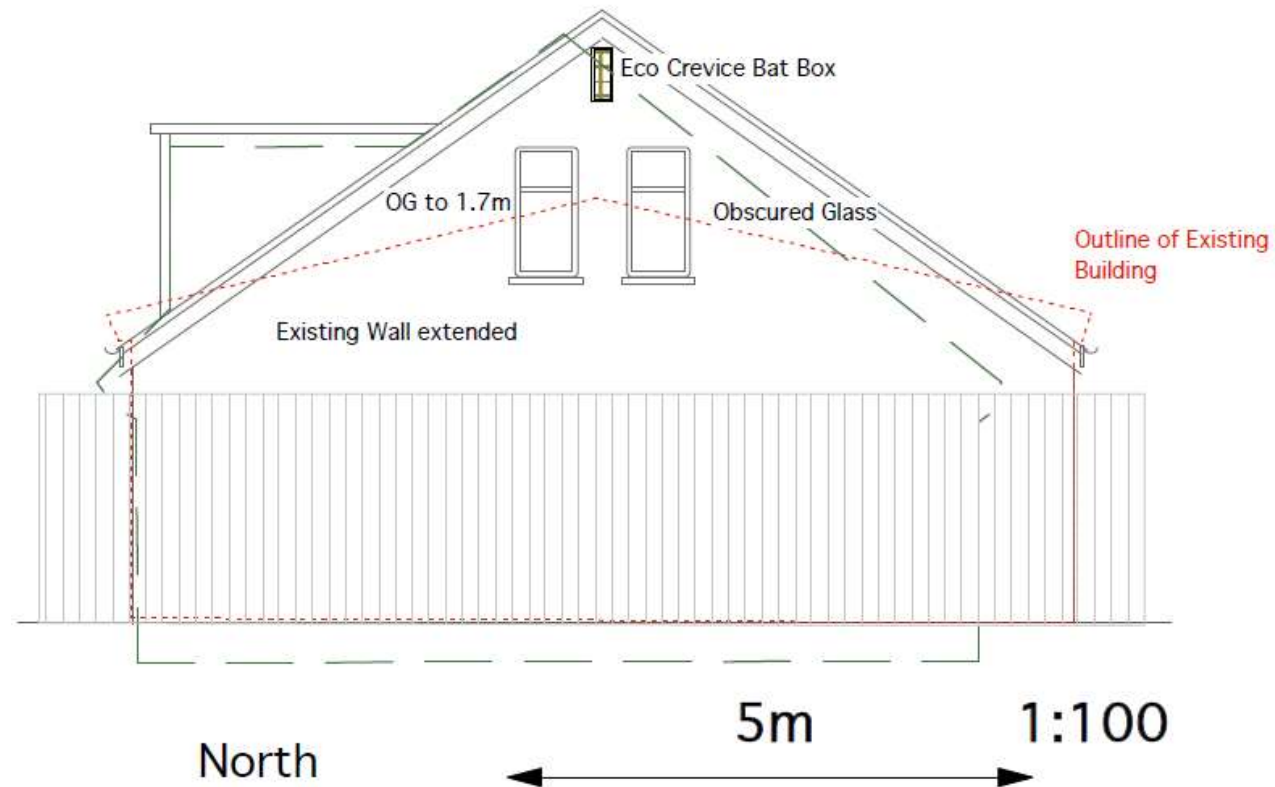 Eco Crevice Bat Box
OG to 1.7m
Obscured Glass
Outline of Existing
Building
Existing Wall extended
5m
1:100
North